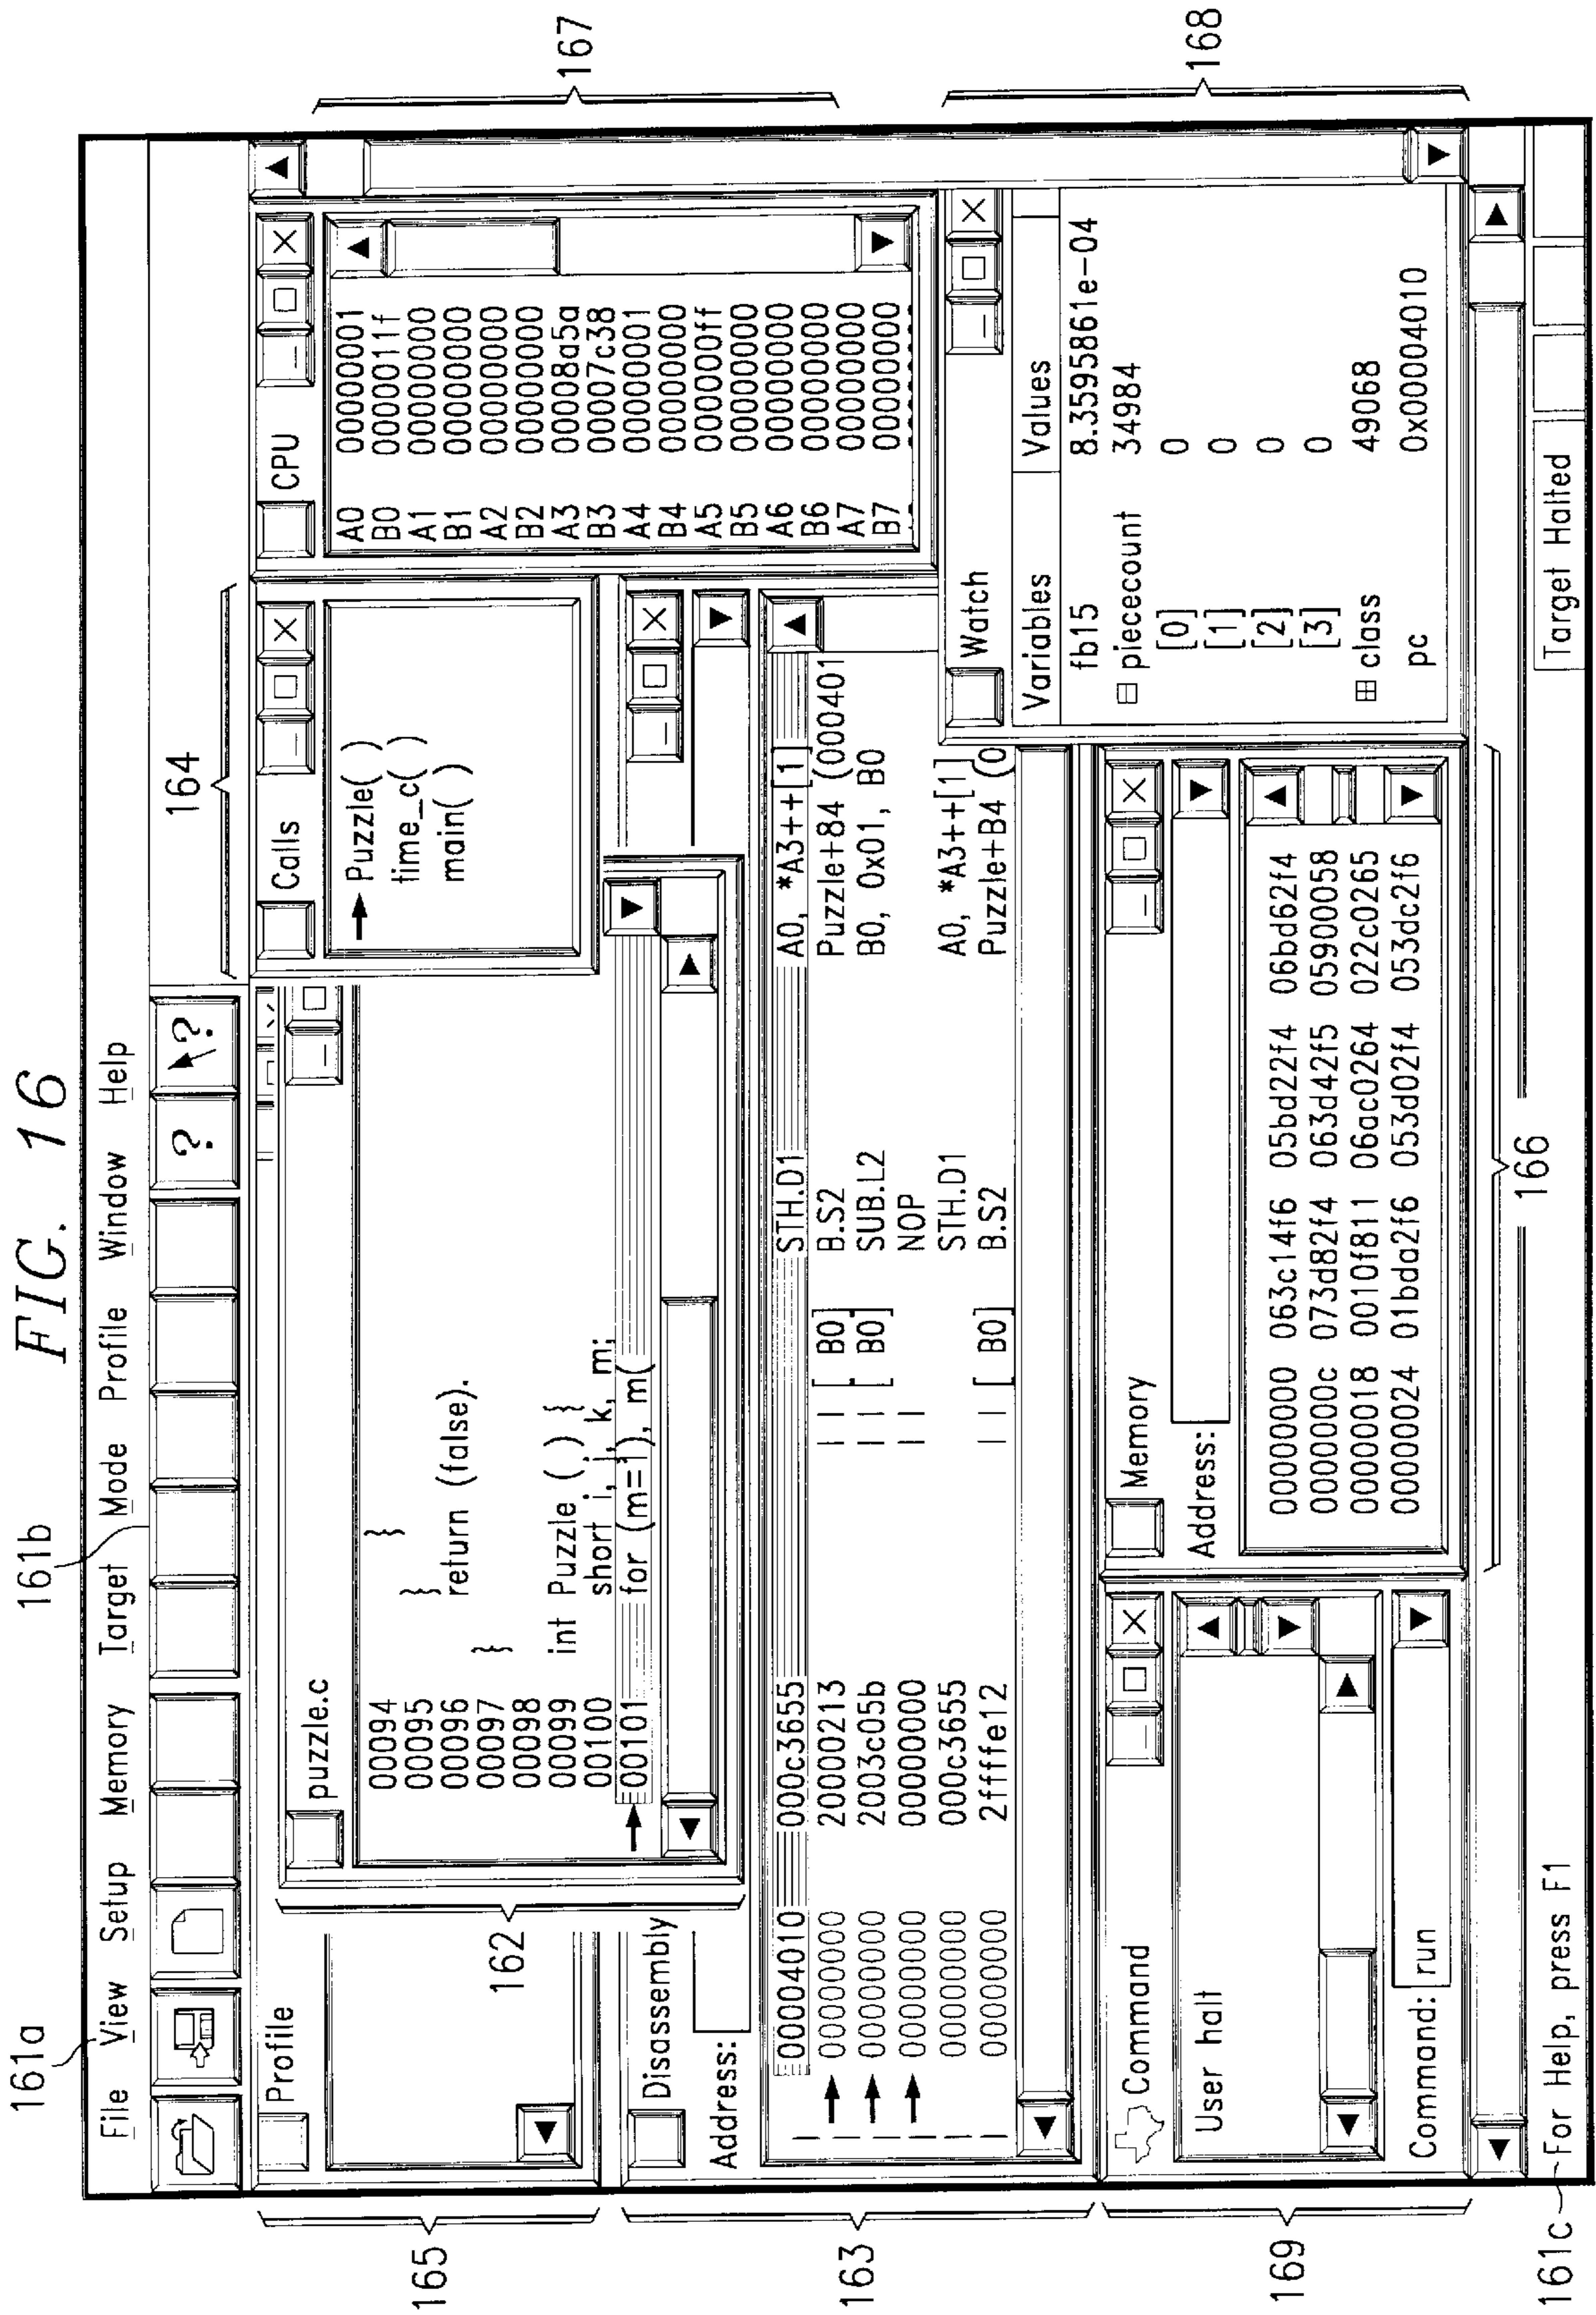 FIG. 16
161a
161b
File View Setup Memory Target Mode Profile Window Help
? ?
164
Profile
165
puzzle.c
00094 }
00095 }
00096 return (false).
00097 }
00098
00099 int Puzzle ( ) {
00100 short i, j, k, m;
00101 for (m=1), m(
162
Calls
Puzzle( )
time_c( )
main( )
CPU
A0 00000001
B0 0000011f
A1 00000000
B1 00000000
A2 00000000
B2 00000000
A3 00008a5a
B3 00007c38
A4 00000001
B4 00000000
A5 000000ff
B5 00000000
A6 00000000
B6 00000000
A7 00000000
B7 00000000
167
Disassembly
Address:
00004010 000c3655 STH.D1 A0, *A3++[1]
00000000 20000213 | | [ B0] B.S2 Puzzle+84 (000401
00000000 2003c05b | | [ B0] SUB.L2 B0, 0x01, B0
00000000 00000000 | | NOP
00000000 000c3655 STH.D1 A0, *A3++[1]
00000000 2ffffe12 | | [ B0] B.S2 Puzzle+B4 (0
163
Watch
Variables Values
fb15 8.3595861e-04
⊟ piececount 34984
[0] 0
[1] 0
[2] 0
[3] 0
⊞ class 49068
pc 0x00004010
168
Command
User halt
Command: run
169
Memory
Address:
00000000 063c14f6 05bd22f4 06bd62f4
0000000c 073d82f4 063d42f5 05900058
00000018 0010f811 06ac0264 022c0265
00000024 01bda2f6 053d02f4 053dc2f6
166
161c
For Help, press F1
Target Halted